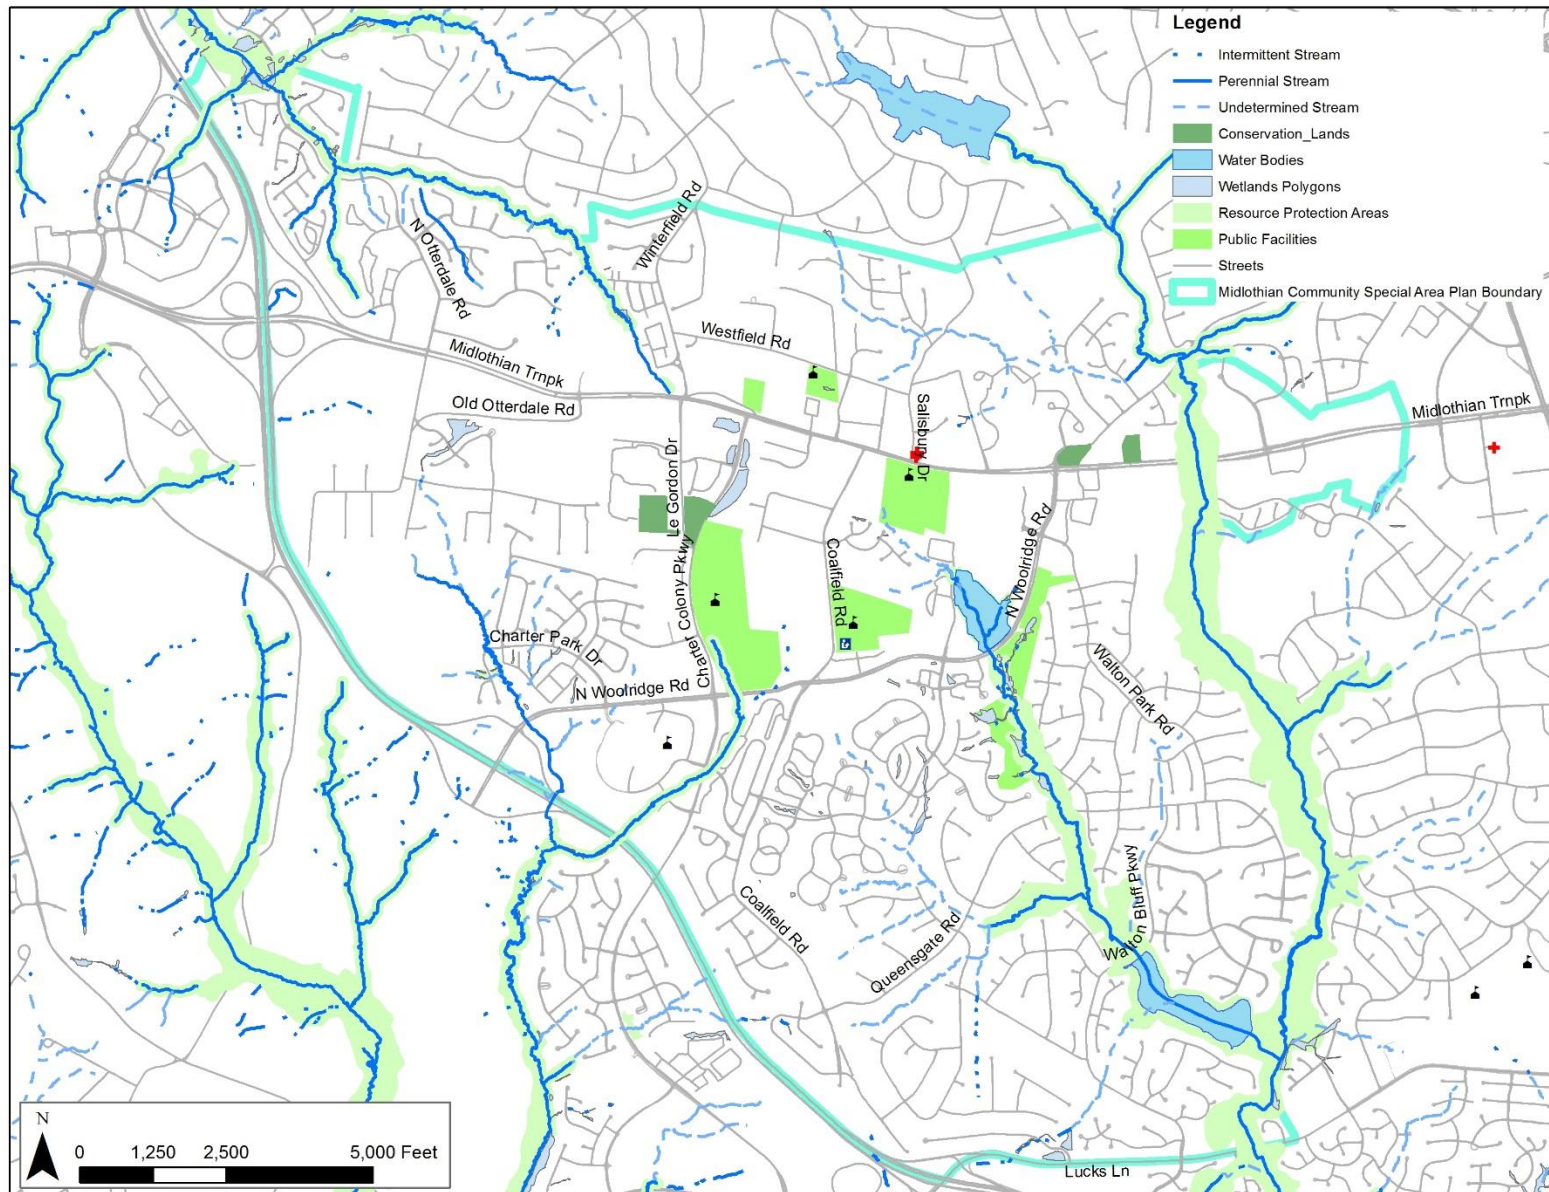 Legend
Intermittent Stream
Perennial Stream
Undetermined Stream
Conservation_Lands
Water Bodies
Wetlands Polygons
Resource Protection Areas
Public Facilities
Streets
Midlothian Community Special Area Plan Boundary
Winterfield Rd
N Otterdale Rd
Westfield Rd
Midlothian Trnpk
Old Otterdale Rd
Salisbury Dr
Midlothian Trnpk
Le Gordon Dr
N Woolridge Rd
Coalfield Rd
Charter Colony Pkwy
Charter Park Dr
N Woolridge Rd
Walton Park Rd
Walton Bluff Pkwy
Coalfield Rd
Queensgate Rd
Lucks Ln
N
0 1,250 2,500 5,000 Feet